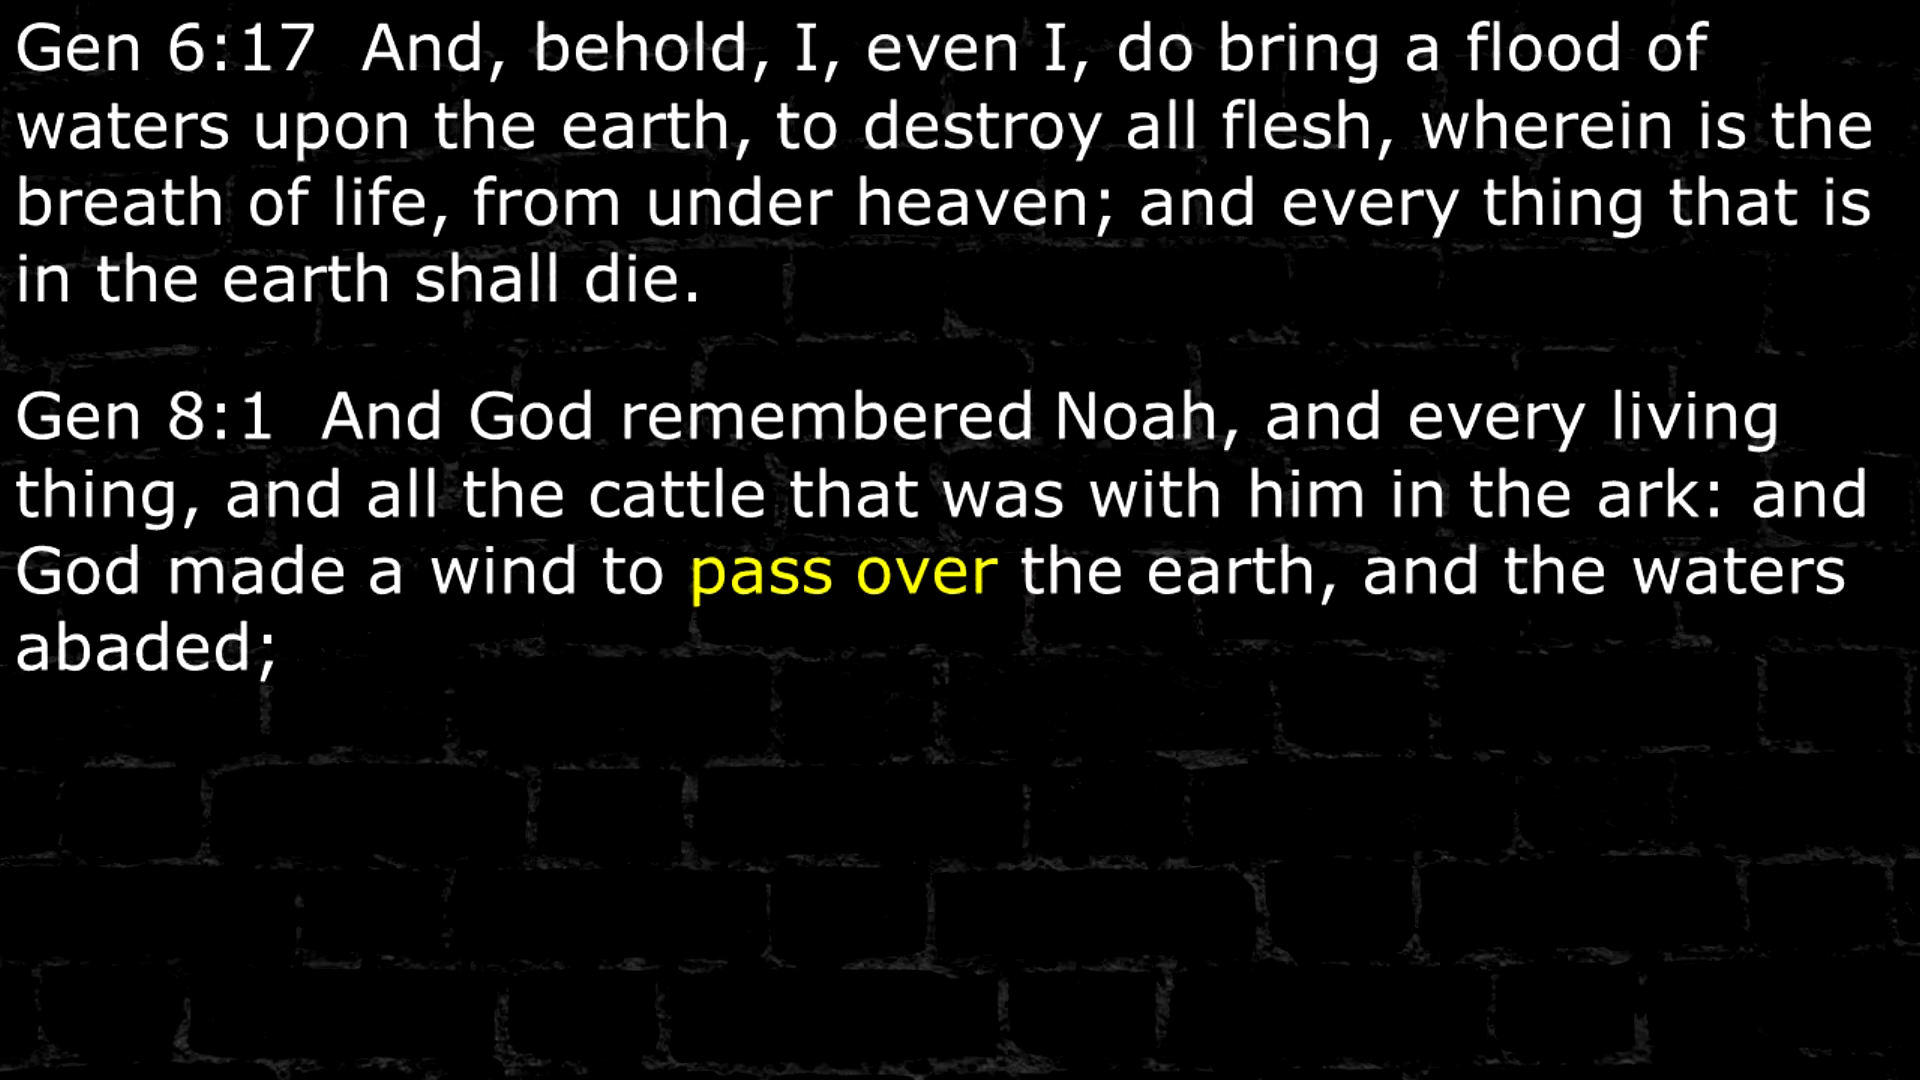 Gen 6:17  And, behold, I, even I, do bring a flood of
waters upon the earth, to destroy all flesh, wherein is the
breath of life, from under heaven; and every thing that is
in the earth shall die.
Gen 8:1  And God remembered Noah, and every living
thing, and all the cattle that was with him in the ark: and
God made a wind to pass over the earth, and the waters
abaded;